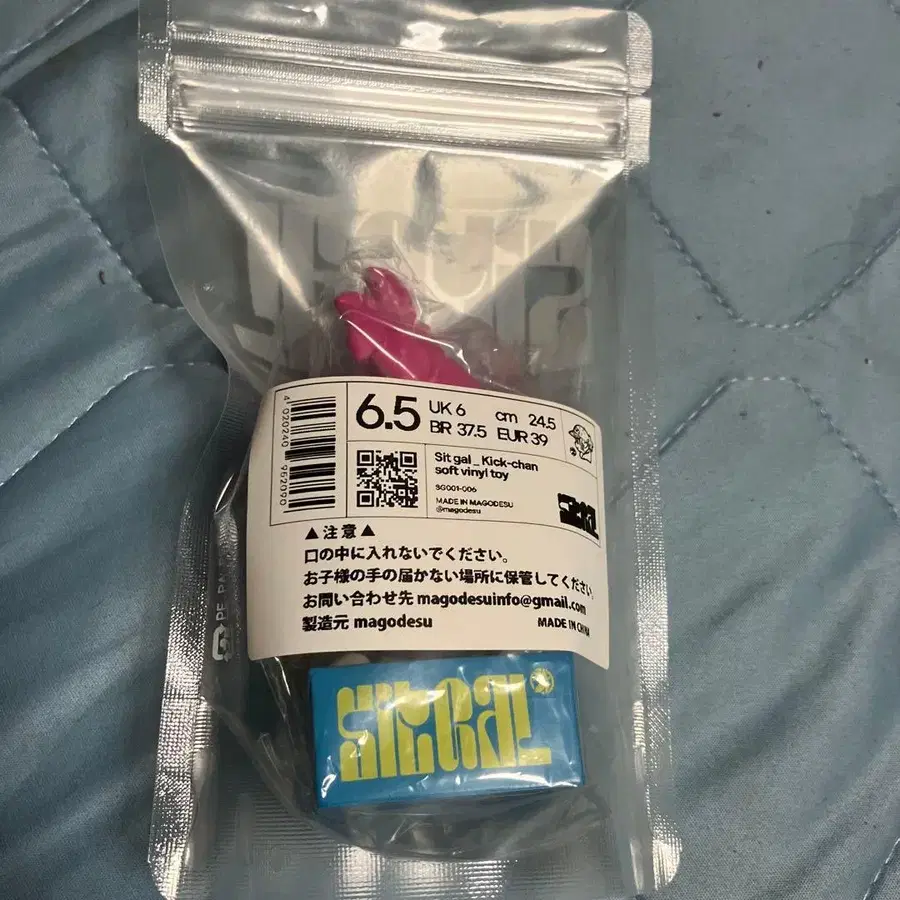 4 020240 952090
6.5
UK 6 cm 24.5
BR 37.5 EUR 39
Sit gal _ Kick-chan
soft vinyl toy
SG001-006
MADE IN MAGODESU
@magodesu
▲注意▲
口の中に入れないでください。
お子様の手の届かない場所に保管してください。
お問い合わせ先 magodesuinfo@gmail.com
製造元 magodesu
MADE IN CHINA
SitGAL